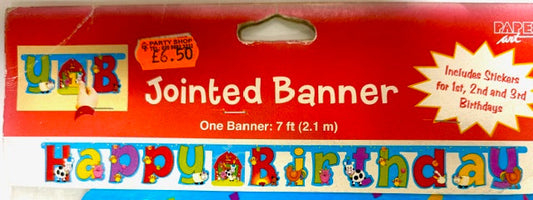 PARTY SHOP
£6.50
PAPER
art
Y B
Jointed Banner
Includes Stickers
for 1st, 2nd and 3rd
Birthdays
One Banner: 7 ft (2.1 m)
Happy Birthday